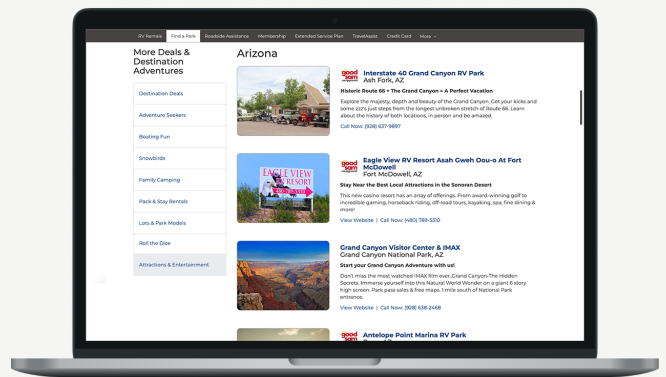 RV Rentals Find a Park Roadside Assistance Membership Extended Service Plan TravelAssist Credit Card More
More Deals &
Destination
Adventures
Destination Deals
Adventure Seekers
Boating Fun
Snowbirds
Family Camping
Pack & Stay Rentals
Lots & Park Models
Roll the Dice
Attractions & Entertainment
Arizona
good
sam
Interstate 40 Grand Canyon RV Park
Ash Fork, AZ
Historic Route 66 + The Grand Canyon = A Perfect Vacation
Explore the majesty, depth and beauty of the Grand Canyon. Get your kicks and
some zzz's just steps from the longest unbroken stretch of Route 66. Learn
about the history of both locations, in person and be amazed.
Call Now: (928) 637-9897
EAGLE VIEW
RV RESORT
good
sam
Eagle View RV Resort Asah Gweh Oou-o At Fort
McDowell
Fort McDowell, AZ
Stay Near the Best Local Attractions in the Sonoran Desert
This new casino resort has an array of offerings. From award-winning golf to
incredible gaming, horseback riding, off-road tours, kayaking, spa, fine dining &
more!
View Website | Call Now: (480) 789-5310
Grand Canyon Visitor Center & IMAX
Grand Canyon National Park, AZ
Start your Grand Canyon Adventure with us!
Don't miss the most watched IMAX film ever,Grand Canyon-The Hidden
Secrets. Immerse yourself into this Natural World Wonder on a giant 6 story
high screen. Park pass sales & free maps. 1 mile south of National Park
entrance.
View Website | Call Now: (928) 638-2468
good
sam
Antelope Point Marina RV Park